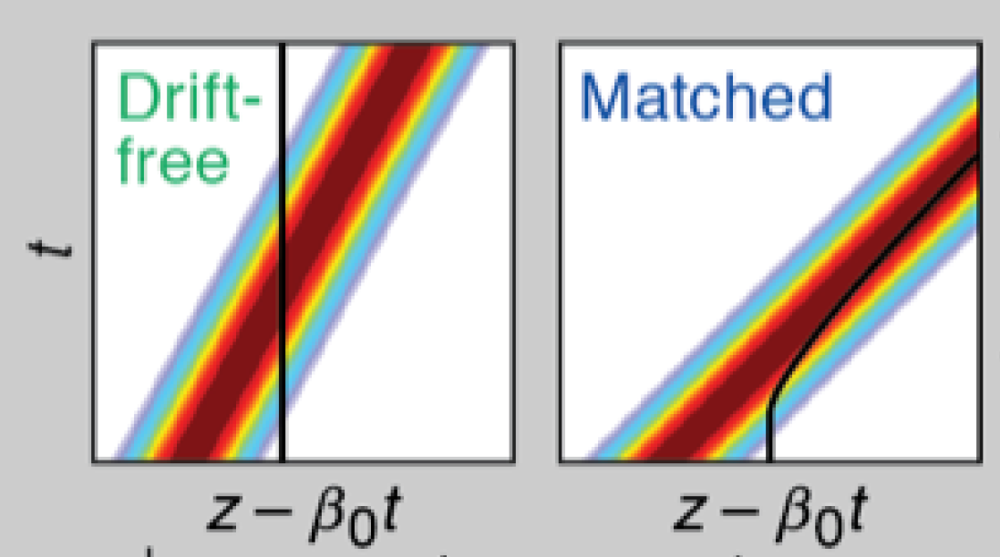 Drift-
free
Matched
t
z – β₀t
z – β₀t